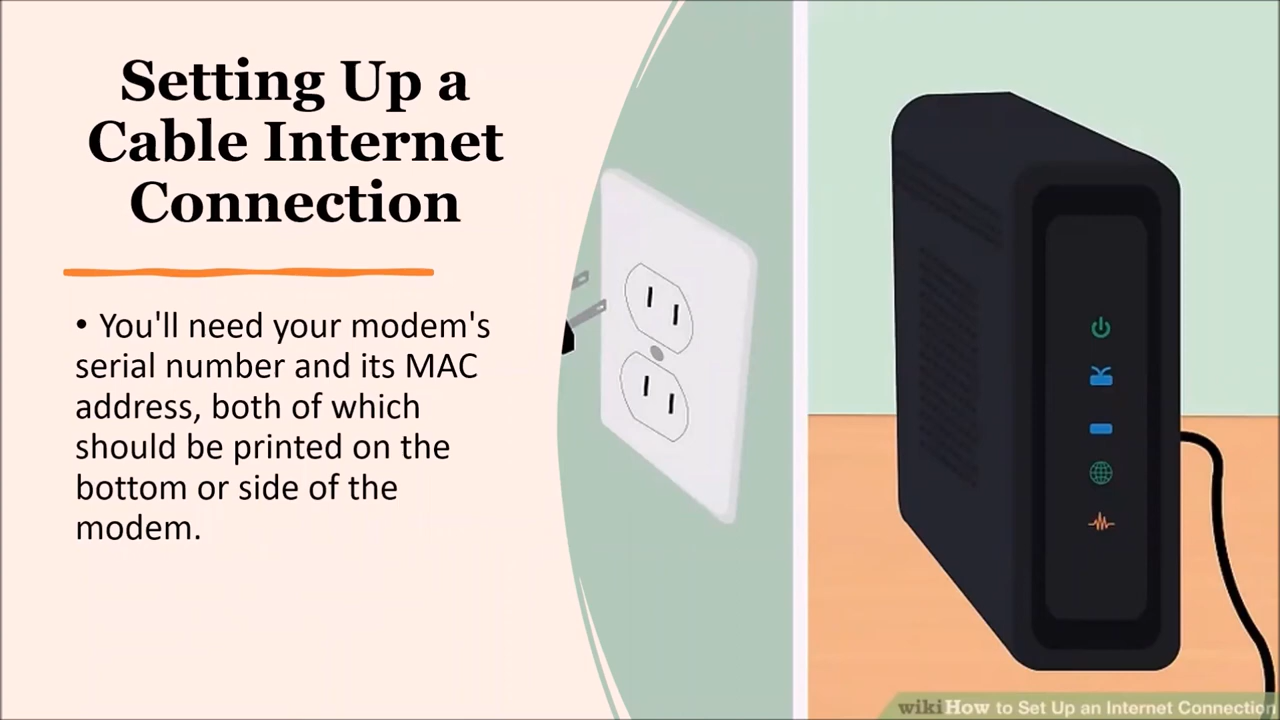 Setting Up a
Cable Internet
Connection
• You'll need your modem's
serial number and its MAC
address, both of which
should be printed on the
bottom or side of the
modem.
wikiHow to Set Up an Internet Connection